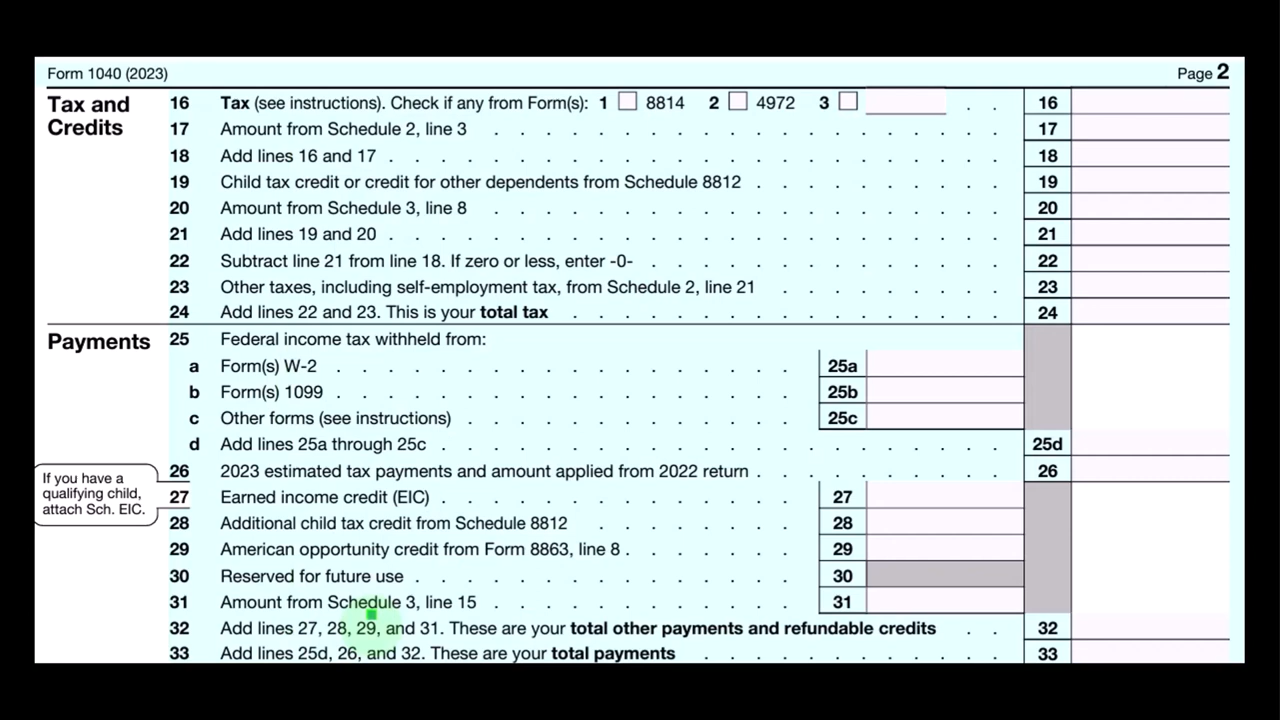 Form 1040 (2023) Page 2
Tax and Credits 16 Tax (see instructions). Check if any from Form(s): 1 8814 2 4972 3 . . 16
17 Amount from Schedule 2, line 3 . . . . . . . . . . . . . . . . . . . . 17
18 Add lines 16 and 17 . . . . . . . . . . . . . . . . . . . . . . . . 18
19 Child tax credit or credit for other dependents from Schedule 8812 . . . . . . . . . . 19
20 Amount from Schedule 3, line 8 . . . . . . . . . . . . . . . . . . . . 20
21 Add lines 19 and 20 . . . . . . . . . . . . . . . . . . . . . . . . 21
22 Subtract line 21 from line 18. If zero or less, enter -0- . . . . . . . . . . . . . . 22
23 Other taxes, including self-employment tax, from Schedule 2, line 21 . . . . . . . . . 23
24 Add lines 22 and 23. This is your total tax . . . . . . . . . . . . . . . . . 24
Payments 25 Federal income tax withheld from:
a Form(s) W-2 . . . . . . . . . . . . . . . . . . 25a
b Form(s) 1099 . . . . . . . . . . . . . . . . . . 25b
c Other forms (see instructions) . . . . . . . . . . . . . 25c
d Add lines 25a through 25c . . . . . . . . . . . . . . . . . . . . . . 25d
26 2023 estimated tax payments and amount applied from 2022 return . . . . . . . . . . 26
If you have a
qualifying child,
attach Sch. EIC.
27 Earned income credit (EIC) . . . . . . . . . . . . . . 27
28 Additional child tax credit from Schedule 8812 . . . . . . . . 28
29 American opportunity credit from Form 8863, line 8 . . . . . . . 29
30 Reserved for future use . . . . . . . . . . . . . . . 30
31 Amount from Schedule 3, line 15 . . . . . . . . . . . . 31
32 Add lines 27, 28, 29, and 31. These are your total other payments and refundable credits . . 32
33 Add lines 25d, 26, and 32. These are your total payments . . . . . . . . . . . . 33